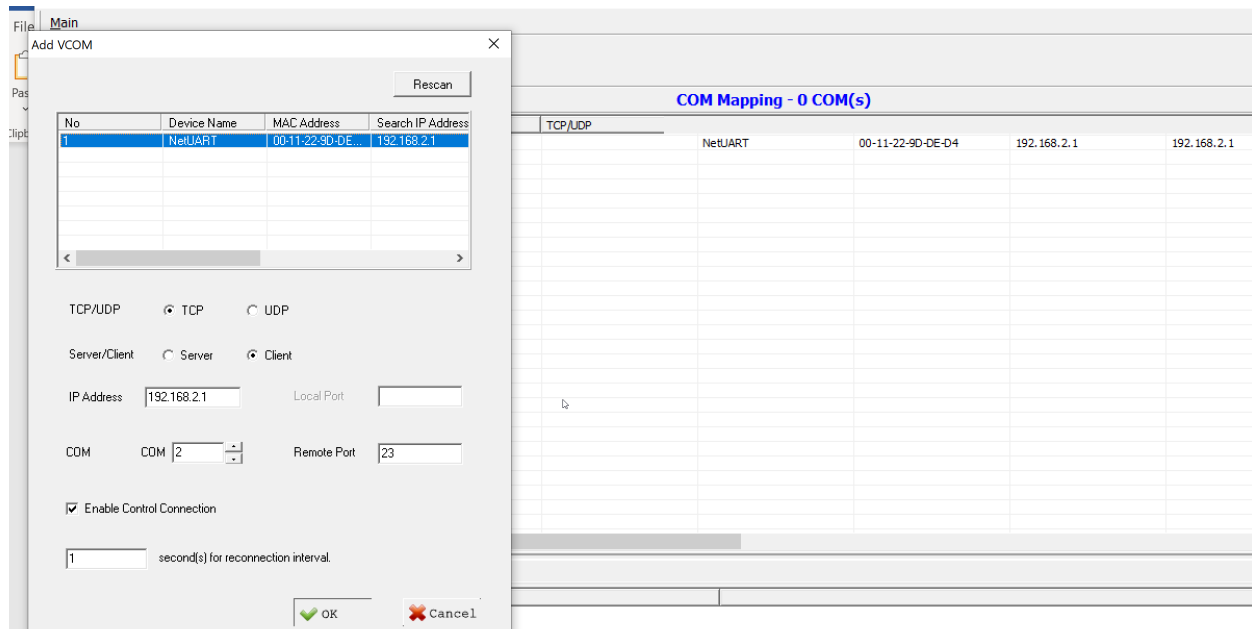 File
Main
Add VCOM
Rescan
Pas
COM Mapping - 0 COM(s)
No Device Name MAC Address Search IP Address
1 NetUART 00-11-22-9D-DE... 192.168.2.1
TCP/UDP
NetUART 00-11-22-9D-DE-D4 192.168.2.1 192.168.2.1
Clipb
TCP/UDP TCP UDP
Server/Client Server Client
IP Address 192.168.2.1 Local Port
COM COM 2 Remote Port 23
Enable Control Connection
1 second(s) for reconnection interval.
OK Cancel